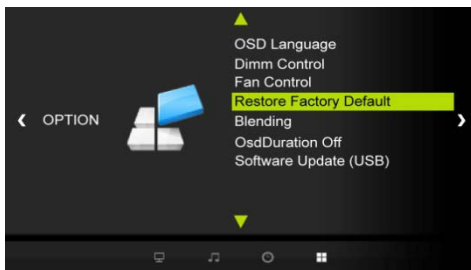 OPTION
OSD Language
Dimm Control
Fan Control
Restore Factory Default
Blending
OsdDuration Off
Software Update (USB)